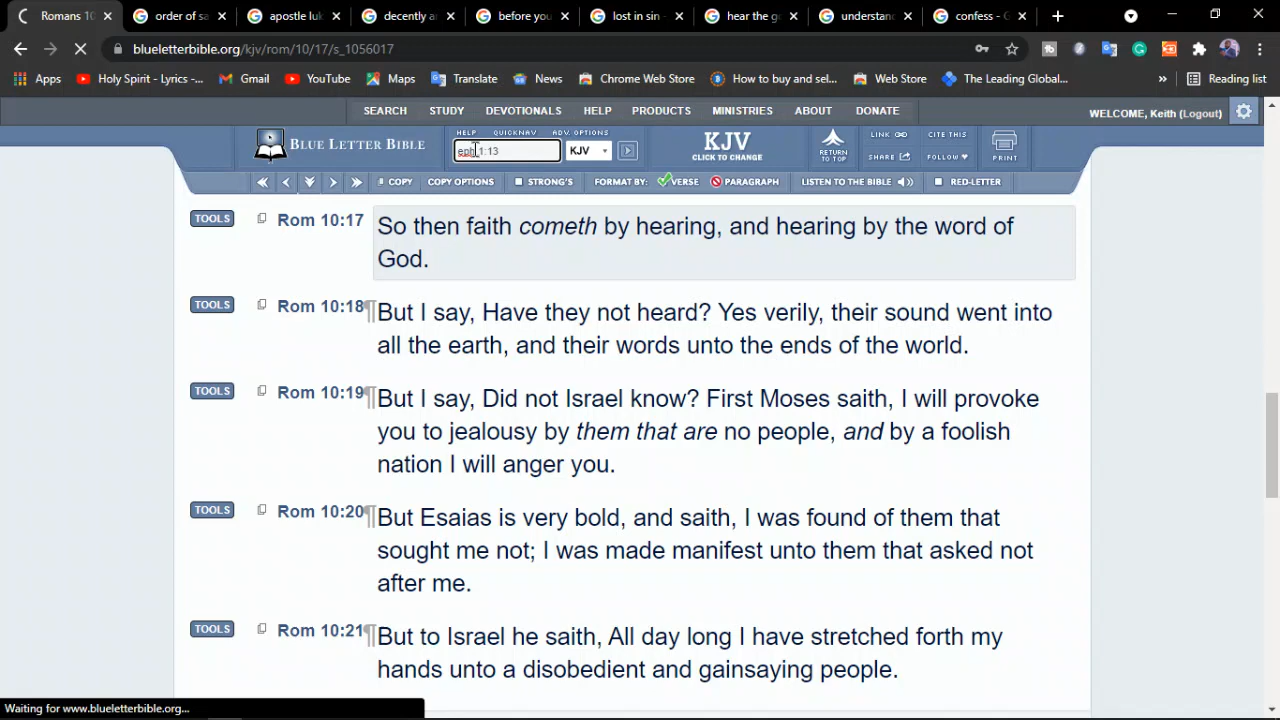 Romans 10
order of sa
apostle luk
decently a
before you
lost in sin -
hear the g
understan
confess - G
blueletterbible.org/kjv/rom/10/17/s_1056017
Apps
Holy Spirit - Lyrics -...
Gmail
YouTube
Maps
Translate
News
Chrome Web Store
How to buy and sel...
Web Store
The Leading Global...
»
Reading list
SEARCH STUDY DEVOTIONALS HELP PRODUCTS MINISTRIES ABOUT DONATE
WELCOME, Keith (Logout)
BLUE LETTER BIBLE
HELP QUICKNAV ADV. OPTIONS
eph 1:13
KJV
KJV
CLICK TO CHANGE
RETURN
TO TOP
LINK
CITE THIS
SHARE
FOLLOW
PRINT
COPY COPY OPTIONS STRONG'S FORMAT BY: VERSE PARAGRAPH LISTEN TO THE BIBLE RED-LETTER
TOOLS Rom 10:17 So then faith cometh by hearing, and hearing by the word of
God.
TOOLS Rom 10:18 ¶But I say, Have they not heard? Yes verily, their sound went into
all the earth, and their words unto the ends of the world.
TOOLS Rom 10:19 ¶But I say, Did not Israel know? First Moses saith, I will provoke
you to jealousy by them that are no people, and by a foolish
nation I will anger you.
TOOLS Rom 10:20 ¶But Esaias is very bold, and saith, I was found of them that
sought me not; I was made manifest unto them that asked not
after me.
TOOLS Rom 10:21 ¶But to Israel he saith, All day long I have stretched forth my
hands unto a disobedient and gainsaying people.
Waiting for www.blueletterbible.org...